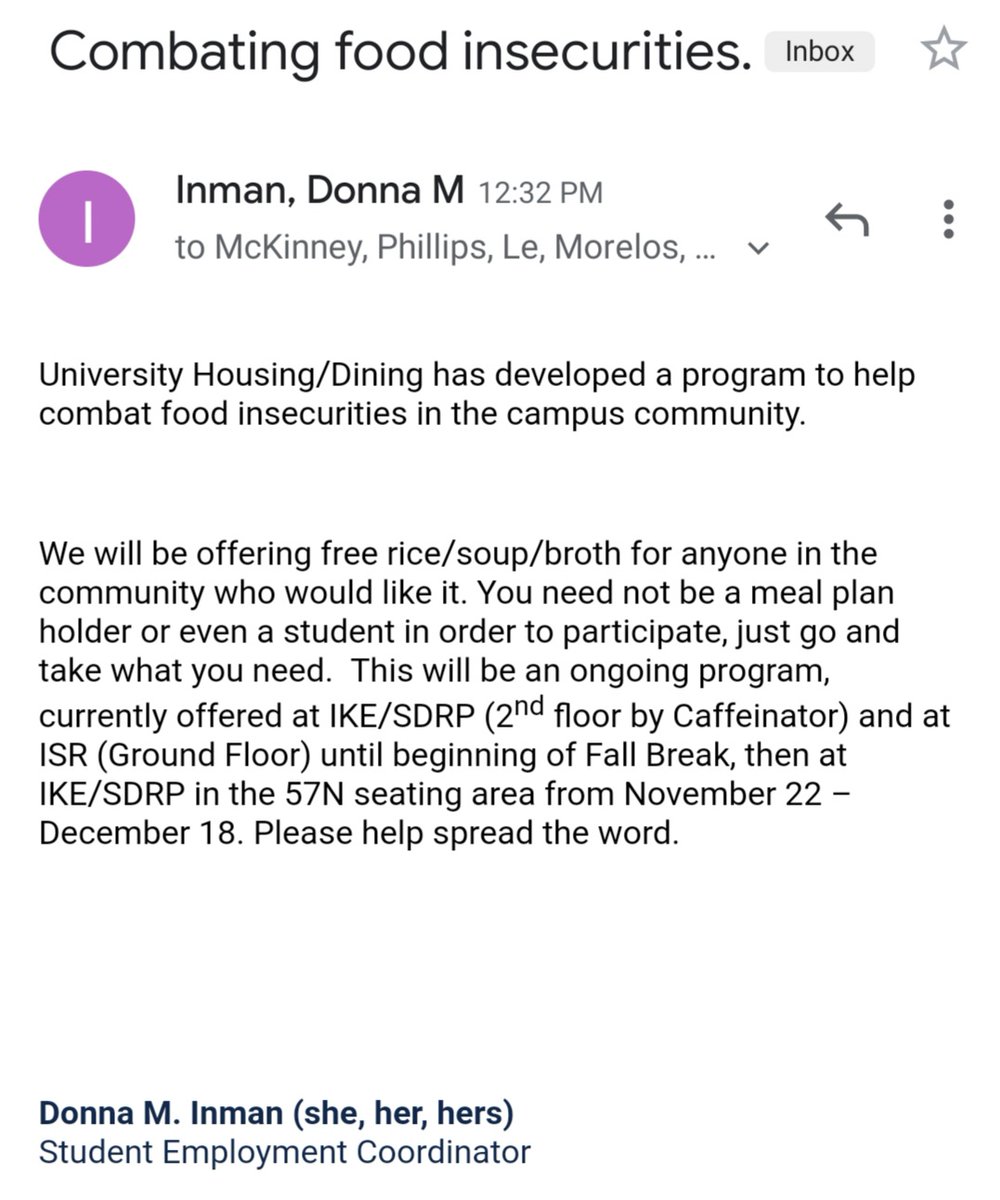 Combating food insecurities. Inbox
I
Inman, Donna M 12:32 PM
to McKinney, Phillips, Le, Morelos, ...
University Housing/Dining has developed a program to help
combat food insecurities in the campus community.
We will be offering free rice/soup/broth for anyone in the
community who would like it. You need not be a meal plan
holder or even a student in order to participate, just go and
take what you need.  This will be an ongoing program,
currently offered at IKE/SDRP (2nd floor by Caffeinator) and at
ISR (Ground Floor) until beginning of Fall Break, then at
IKE/SDRP in the 57N seating area from November 22 –
December 18. Please help spread the word.
Donna M. Inman (she, her, hers)
Student Employment Coordinator